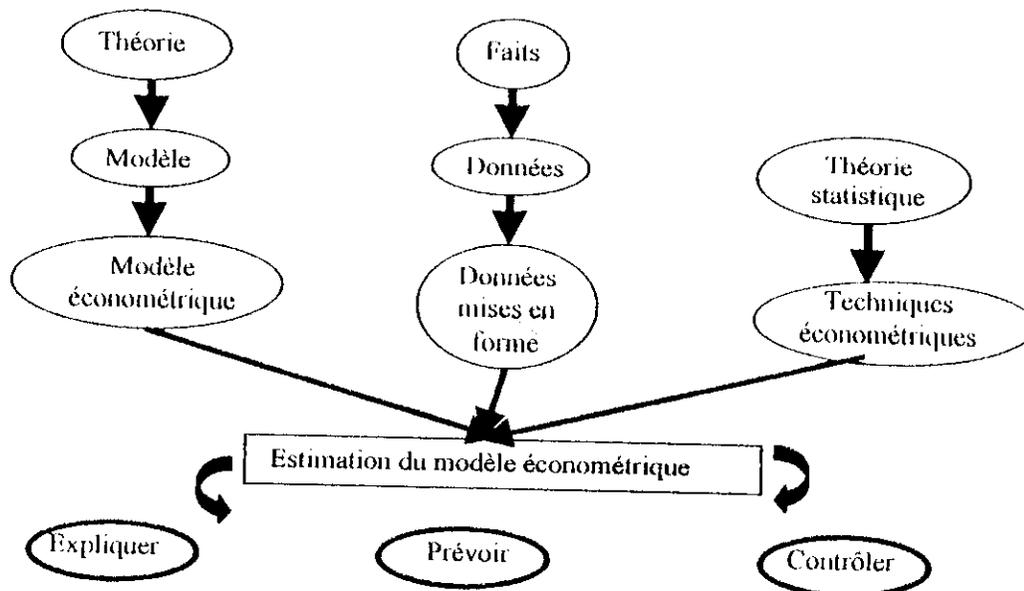 Théorie
Faits
Modèle
Données
Théorie
statistique
Modèle
économétrique
Données
mises en
forme
Techniques
économétriques
Estimation du modèle économétrique
Expliquer
Prévoir
Contrôler